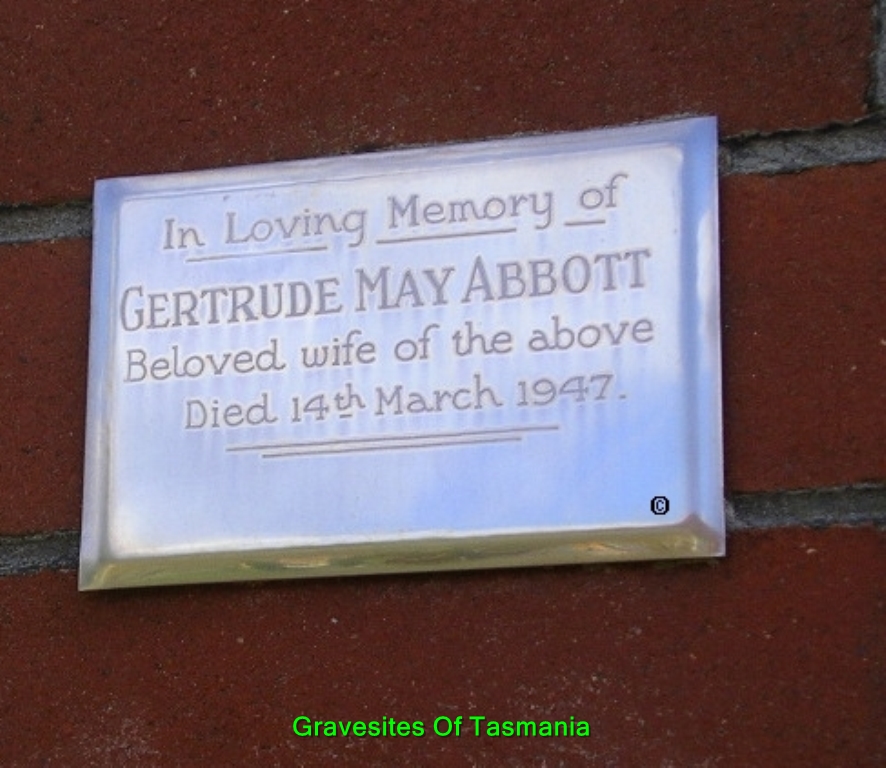 In Loving Memory of
GERTRUDE MAY ABBOTT
Beloved wife of the above
Died 14th March 1947.
©
Gravesites Of Tasmania